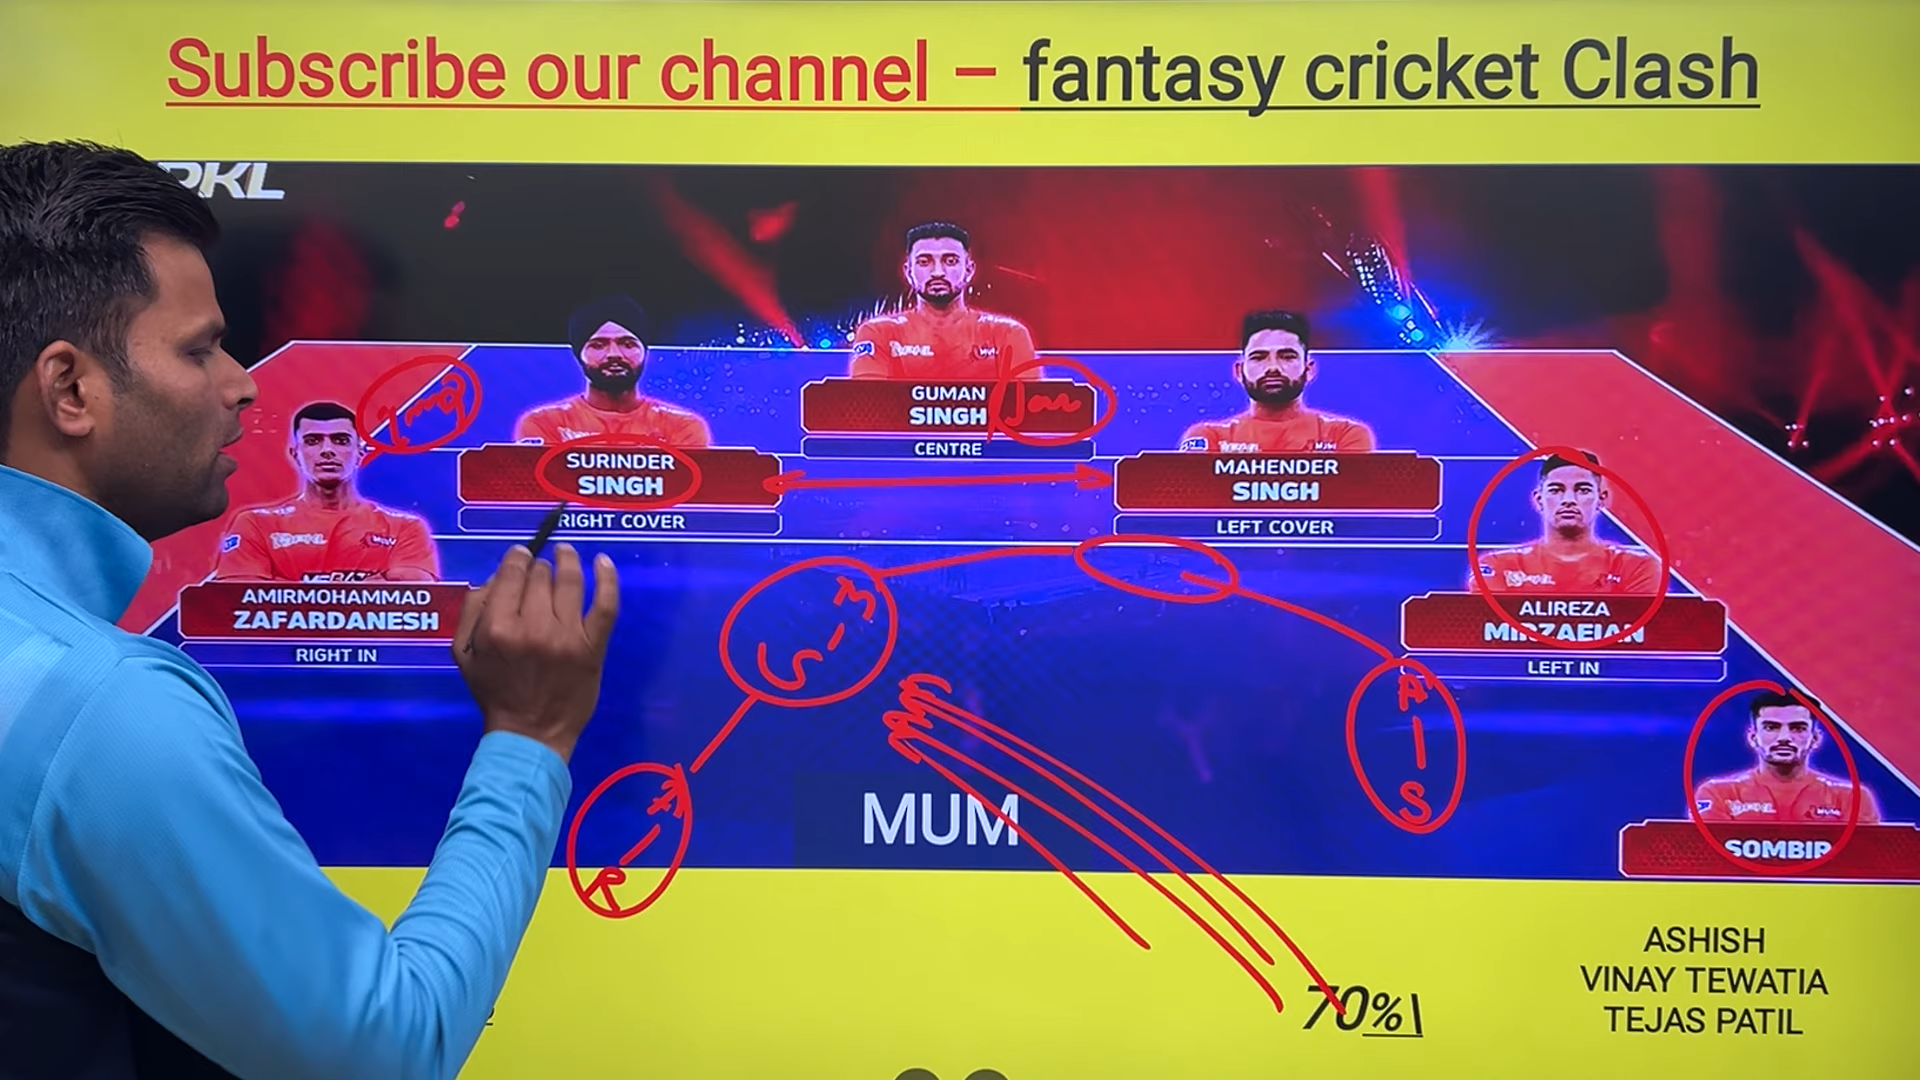 Subscribe our channel – fantasy cricket Clash
PKL
GUMAN
SINGH
CENTRE
SURINDER
SINGH
RIGHT COVER
MAHENDER
SINGH
LEFT COVER
AMIRMOHAMMAD
ZAFARDANESH
RIGHT IN
ALIREZA
MIRZAEIAN
LEFT IN
SOMBIR
MUM
A
S
R
70%\
ASHISH
VINAY TEWATIA
TEJAS PATIL